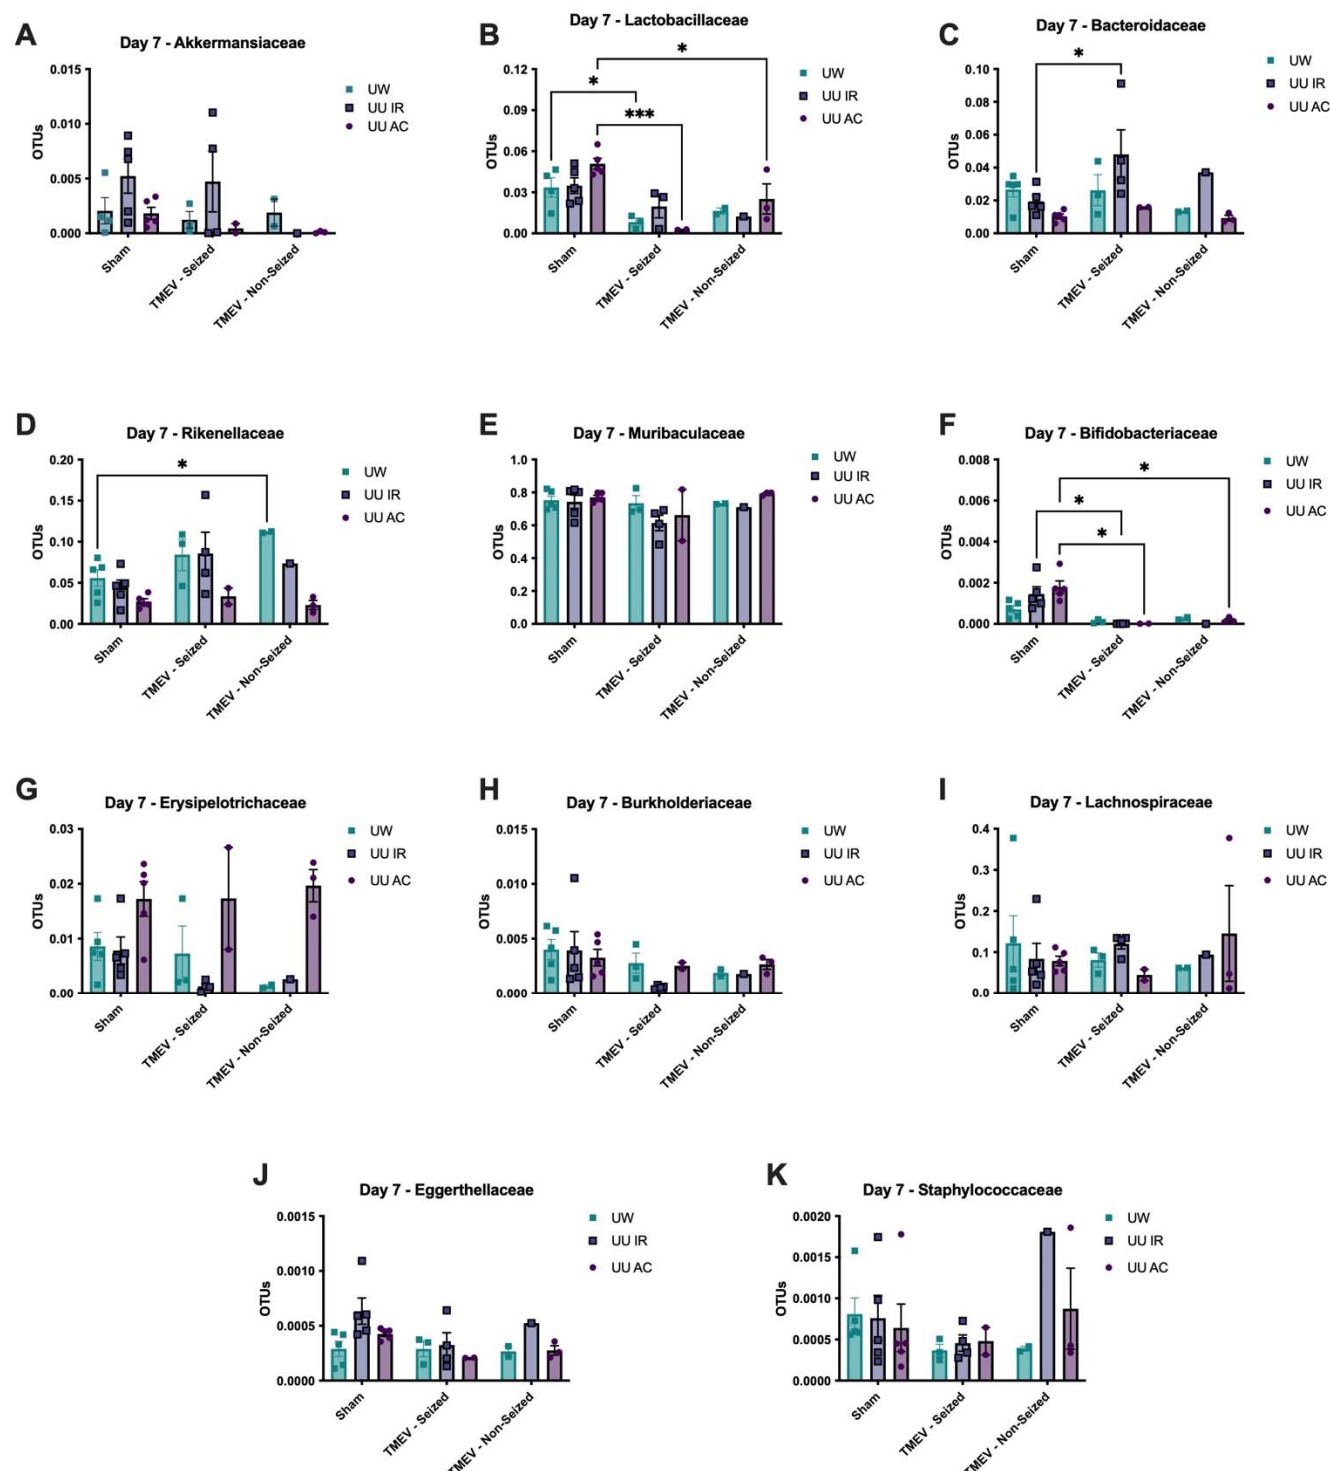 A
Day 7 - Akkermansiaceae
OTUs
0.015
0.010
0.005
0.000
Sham
TMEV - Seized
TMEV - Non-Seized
UW
UU IR
UU AC
B
Day 7 - Lactobacillaceae
OTUs
0.12
0.09
0.06
0.03
0.00
*
*
***
Sham
TMEV - Seized
TMEV - Non-Seized
UW
UU IR
UU AC
C
Day 7 - Bacteroidaceae
OTUs
0.10
0.08
0.06
0.04
0.02
0.00
*
Sham
TMEV - Seized
TMEV - Non-Seized
UW
UU IR
UU AC
D
Day 7 - Rikenellaceae
OTUs
0.20
0.15
0.10
0.05
0.00
*
Sham
TMEV - Seized
TMEV - Non-Seized
UW
UU IR
UU AC
E
Day 7 - Muribaculaceae
OTUs
1.0
0.8
0.6
0.4
0.2
0.0
Sham
TMEV - Seized
TMEV - Non-Seized
UW
UU IR
UU AC
F
Day 7 - Bifidobacteriaceae
OTUs
0.008
0.006
0.004
0.002
0.000
*
*
*
Sham
TMEV - Seized
TMEV - Non-Seized
UW
UU IR
UU AC
G
Day 7 - Erysipelotrichaceae
OTUs
0.03
0.02
0.01
0.00
Sham
TMEV - Seized
TMEV - Non-Seized
UW
UU IR
UU AC
H
Day 7 - Burkholderiaceae
OTUs
0.015
0.010
0.005
0.000
Sham
TMEV - Seized
TMEV - Non-Seized
UW
UU IR
UU AC
I
Day 7 - Lachnospiraceae
OTUs
0.4
0.3
0.2
0.1
0.0
Sham
TMEV - Seized
TMEV - Non-Seized
UW
UU IR
UU AC
J
Day 7 - Eggerthellaceae
OTUs
0.0015
0.0010
0.0005
0.0000
Sham
TMEV - Seized
TMEV - Non-Seized
UW
UU IR
UU AC
K
Day 7 - Staphylococcaceae
OTUs
0.0020
0.0015
0.0010
0.0005
0.0000
Sham
TMEV - Seized
TMEV - Non-Seized
UW
UU IR
UU AC